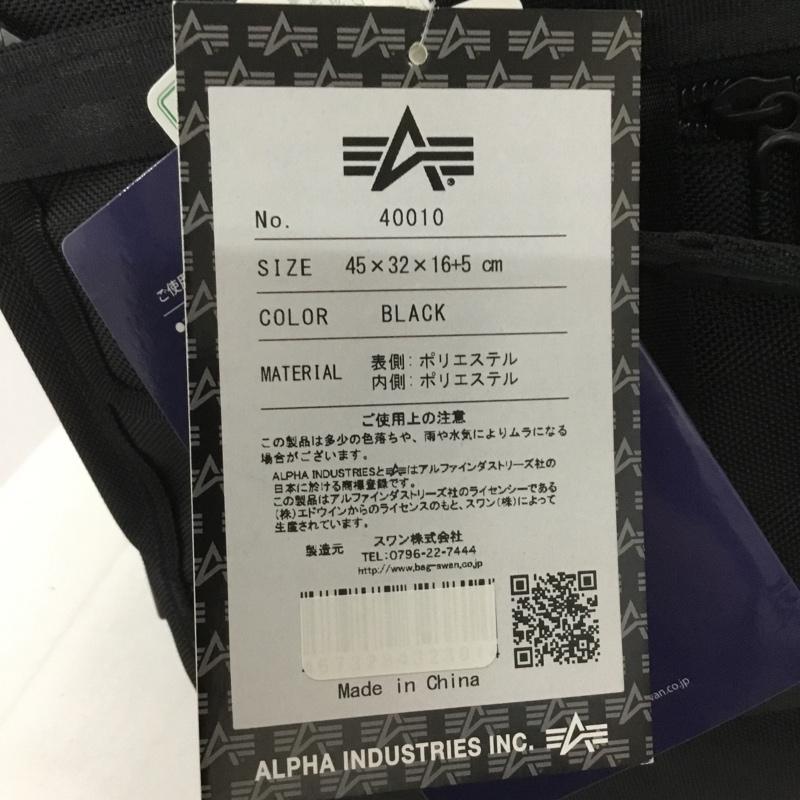 No. 40010
SIZE 45×32×16+5 cm
COLOR BLACK
MATERIAL 表側: ポリエステル
内側: ポリエステル
ご使用上の注意
この製品は多少の色落ちや、雨や水気によりムラになる
場合がございます。
ALPHA INDUSTRIESと はアルファインダストリーズ社の
日本に於ける商標登録です。
この製品はアルファインダストリーズ社のライセンシーである
(株)エドウインからのライセンスのもと、スワン(株)によって
生産されています。
製造元 スワン株式会社
TEL:0796-22-7444
http://www.bag-swan.co.jp
Made in China
ALPHA INDUSTRIES INC.
ご使用
wan.co.jp